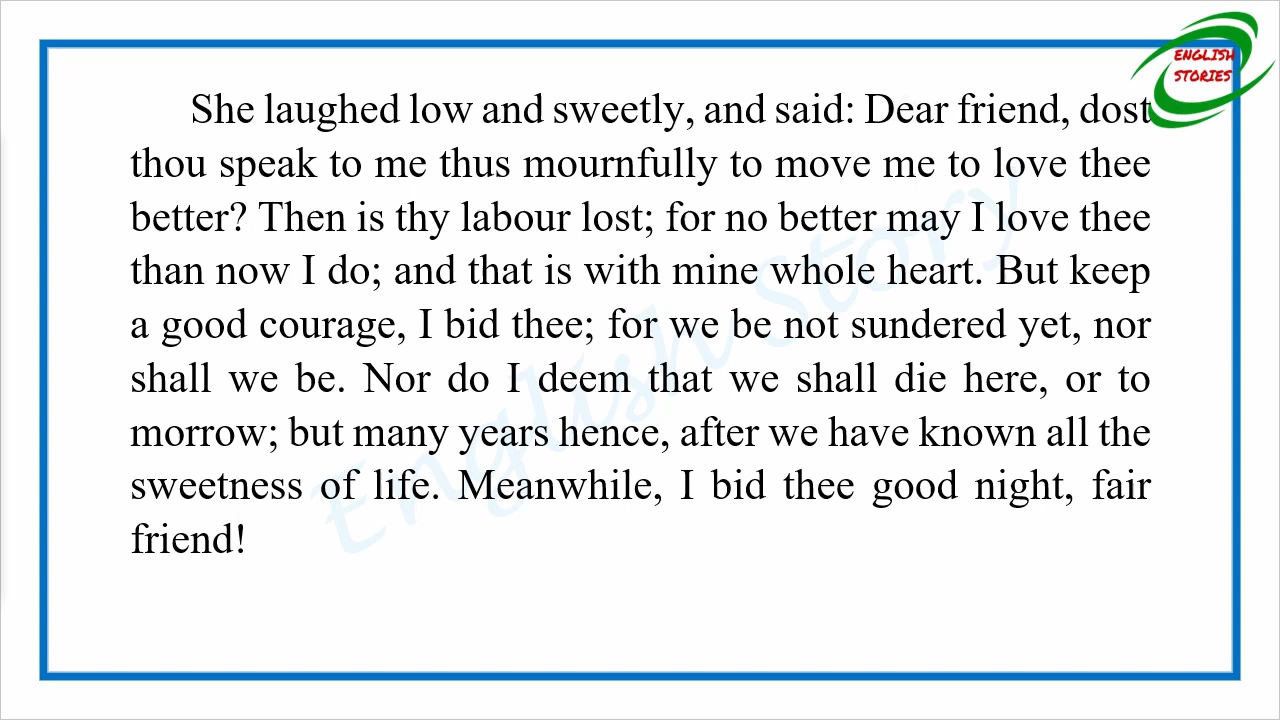 ENGLISH
STORIES
She laughed low and sweetly, and said: Dear friend, dost
thou speak to me thus mournfully to move me to love thee
better? Then is thy labour lost; for no better may I love thee
than now I do; and that is with mine whole heart. But keep
a good courage, I bid thee; for we be not sundered yet, nor
shall we be. Nor do I deem that we shall die here, or to
morrow; but many years hence, after we have known all the
sweetness of life. Meanwhile, I bid thee good night, fair
friend!
English Story